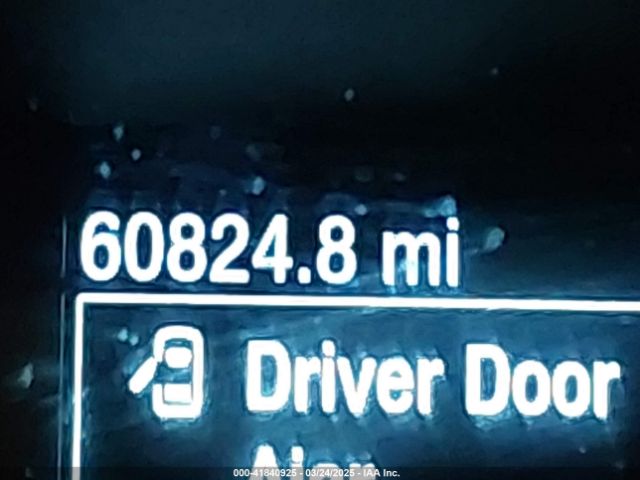 60824.8 mi
Driver Door
000-41840925 - 03/24/2025 - IAA Inc.